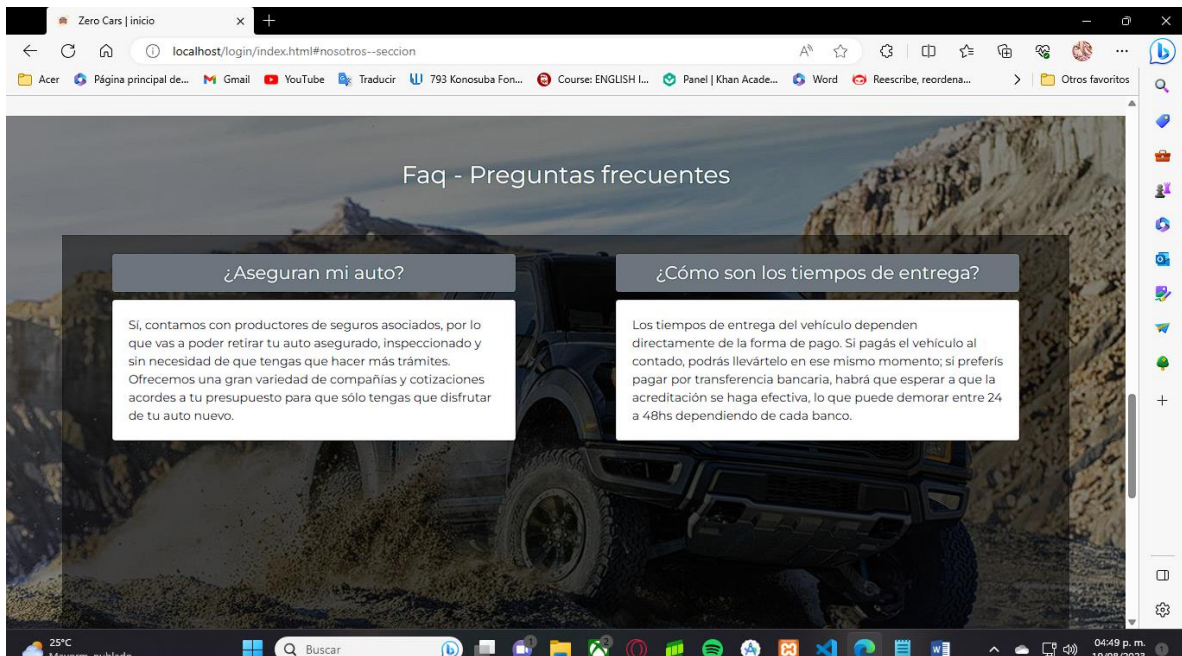 Zero Cars | inicio
localhost/login/index.html#nosotros--seccion
Acer Página principal de... Gmail YouTube Traducir 793 Konosuba Fon... Course: ENGLISH I... Panel | Khan Acade... Word Reescribe, reordena... Otros favoritos
Faq - Preguntas frecuentes
¿Aseguran mi auto?
Sí, contamos con productores de seguros asociados, por lo
que vas a poder retirar tu auto asegurado, inspeccionado y
sin necesidad de que tengas que hacer más trámites.
Ofrecemos una gran variedad de compañías y cotizaciones
acordes a tu presupuesto para que sólo tengas que disfrutar
de tu auto nuevo.
¿Cómo son los tiempos de entrega?
Los tiempos de entrega del vehículo dependen
directamente de la forma de pago. Si pagás el vehículo al
contado, podrás llevártelo en ese mismo momento; si preferís
pagar por transferencia bancaria, habrá que esperar a que la
acreditación se haga efectiva, lo que puede demorar entre 24
a 48hs dependiendo de cada banco.
25°C
Buscar
04:49 p. m.